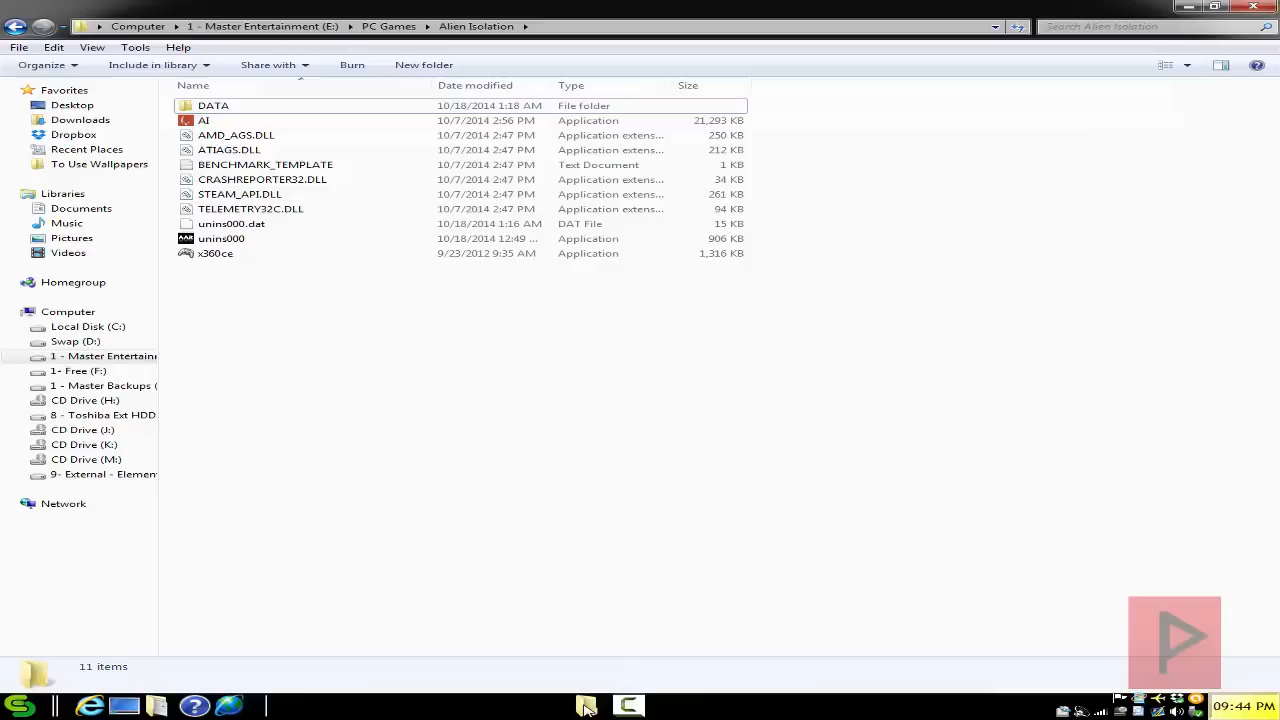 Computer ▸ 1 - Master Entertainment (E:) ▸ PC Games ▸ Alien Isolation ▸
Search Alien Isolation
File Edit View Tools Help
Organize Include in library Share with Burn New folder
Name Date modified Type Size
DATA 10/18/2014 1:18 AM File folder
AI 10/7/2014 2:56 PM Application 21,293 KB
AMD_AGS.DLL 10/7/2014 2:47 PM Application extens... 250 KB
ATIAGS.DLL 10/7/2014 2:47 PM Application extens... 212 KB
BENCHMARK_TEMPLATE 10/7/2014 2:47 PM Text Document 1 KB
CRASHREPORTER32.DLL 10/7/2014 2:47 PM Application extens... 34 KB
STEAM_API.DLL 10/7/2014 2:47 PM Application extens... 261 KB
TELEMETRY32C.DLL 10/7/2014 2:47 PM Application extens... 94 KB
unins000.dat 10/18/2014 1:16 AM DAT File 15 KB
unins000 10/18/2014 12:49 ... Application 906 KB
x360ce 9/23/2012 9:35 AM Application 1,316 KB
Favorites
Desktop
Downloads
Dropbox
Recent Places
To Use Wallpapers
Libraries
Documents
Music
Pictures
Videos
Homegroup
Computer
Local Disk (C:)
Swap (D:)
1 - Master Entertain
1- Free (F:)
1 - Master Backups (
CD Drive (H:)
8 - Toshiba Ext HDD
CD Drive (J:)
CD Drive (K:)
CD Drive (M:)
9- External - Elemen
Network
11 items
09:44 PM